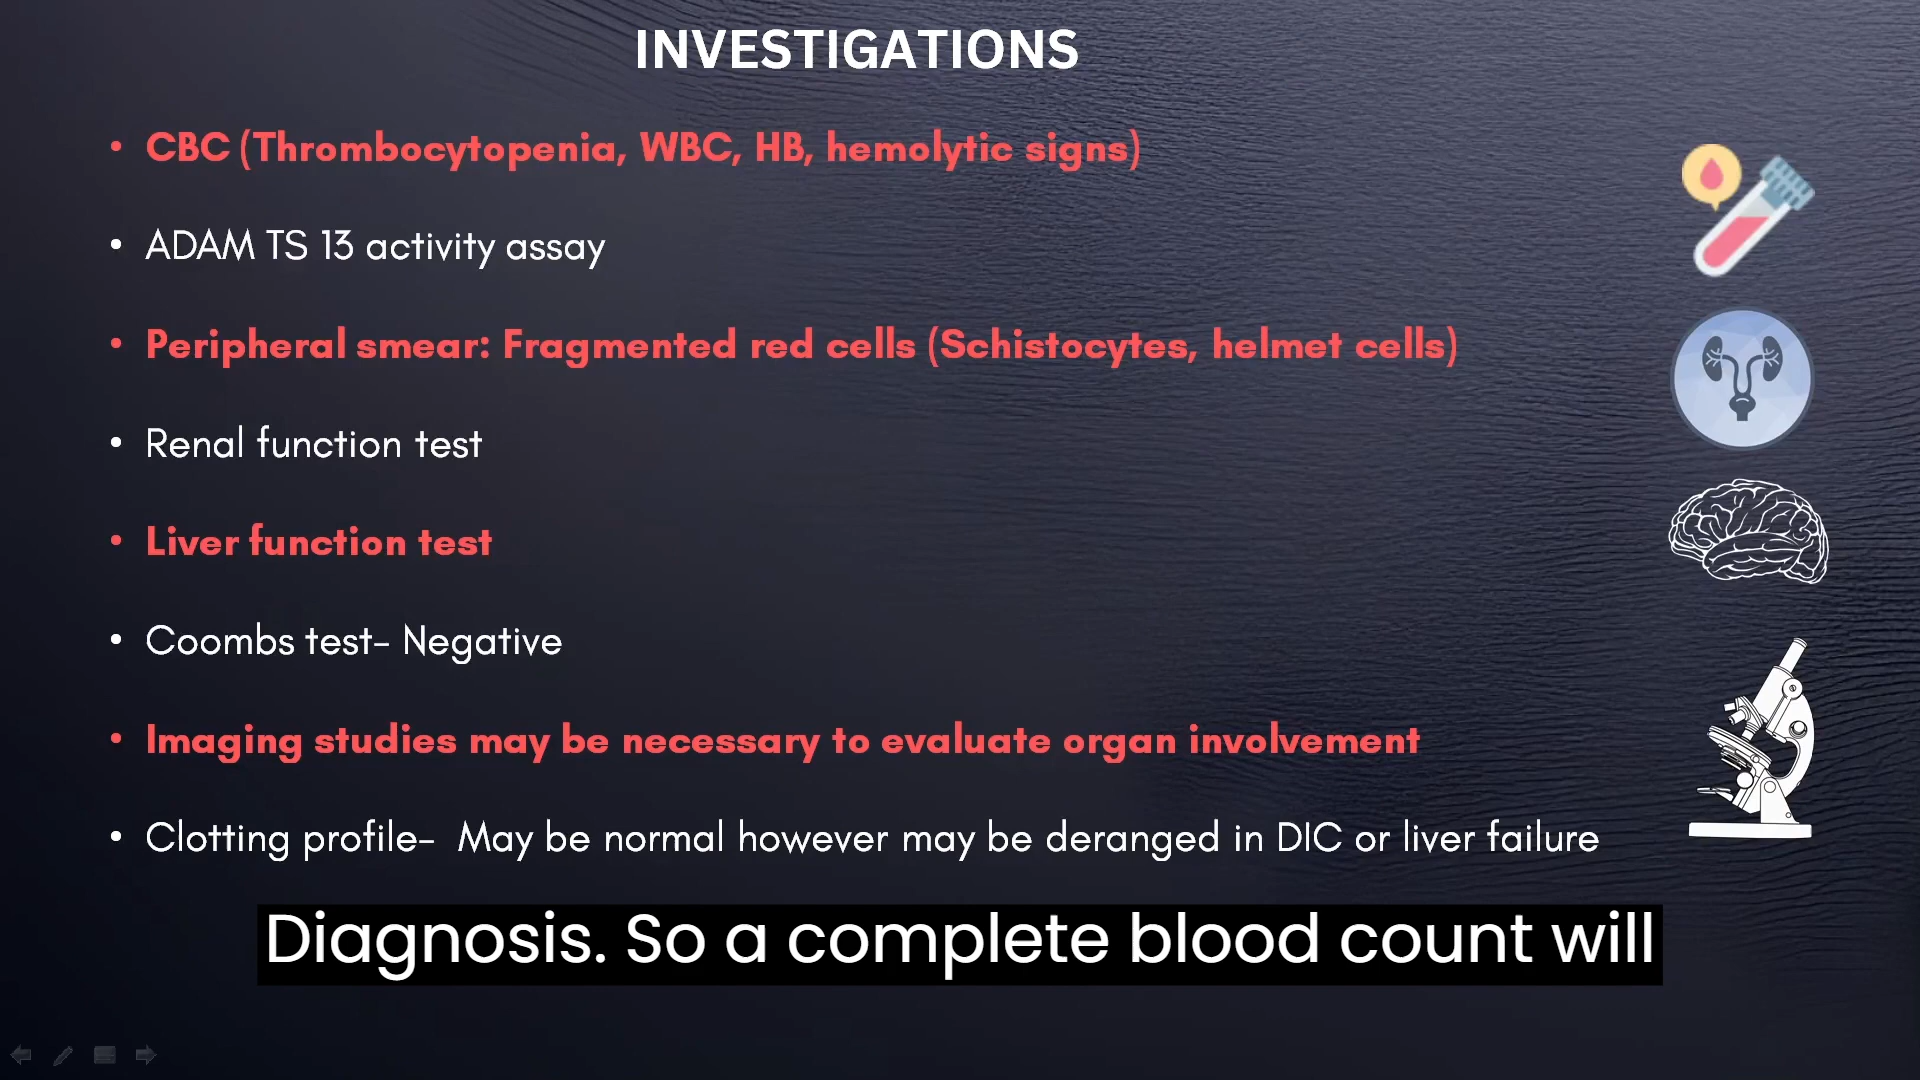 INVESTIGATIONS
• CBC (Thrombocytopenia, WBC, HB, hemolytic signs)
• ADAM TS 13 activity assay
• Peripheral smear: Fragmented red cells (Schistocytes, helmet cells)
• Renal function test
• Liver function test
• Coombs test- Negative
• Imaging studies may be necessary to evaluate organ involvement
• Clotting profile- May be normal however may be deranged in DIC or liver failure
Diagnosis. So a complete blood count will